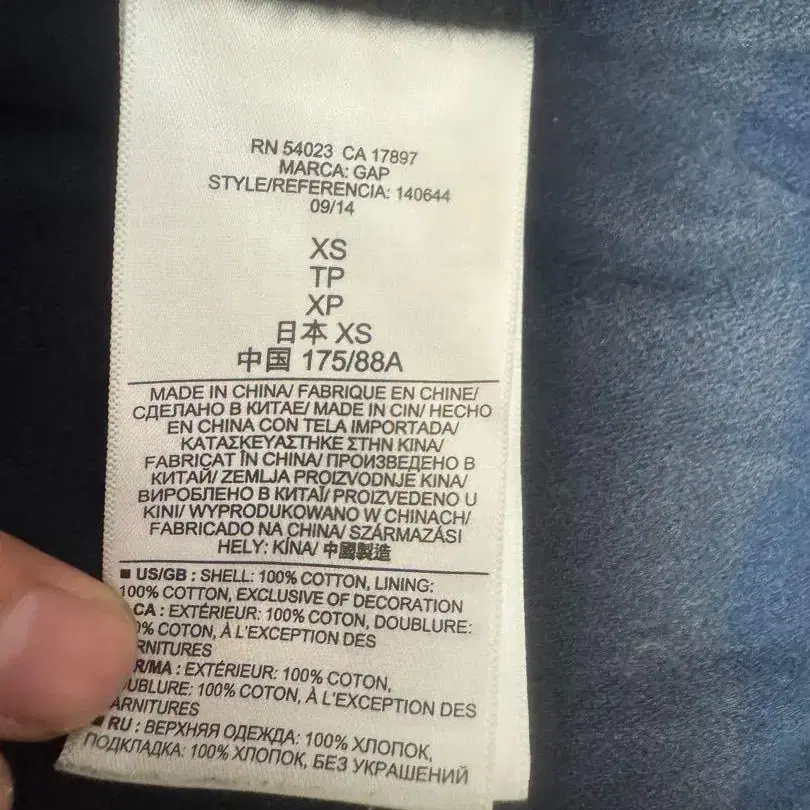 RN 54023 CA 17897
MARCA: GAP
STYLE/REFERENCIA: 140644
09/14
XS
TP
XP
日本 XS
中国 175/88A
MADE IN CHINA/ FABRIQUE EN CHINE/
СДЕЛАНО В КИТАЕ/ MADE IN CIN/ HECHO
EN CHINA CON TELA IMPORTADA/
ΚΑΤΑΣΚΕΥΑΣΤΗΚΕ ΣΤΗΝ ΚΙΝΑ/
FABRICAT ÎN CHINA/ ПРОИЗВЕДЕНО В
КИТАЙ/ ZEMLJA PROIZVODNJE KINA/
ВИРОБЛЕНО В КИТАЇ/ PROIZVEDENO U
KINI/ WYPRODUKOWANO W CHINACH/
FABRICADO NA CHINA/ SZÁRMAZÁSI
HELY: KÍNA/ 中國製造
■ US/GB : SHELL: 100% COTTON, LINING:
100% COTTON, EXCLUSIVE OF DECORATION
CA : EXTÉRIEUR: 100% COTON, DOUBLURE:
0% COTON, À L'EXCEPTION DES
RNITURES
R/MA : EXTÉRIEUR: 100% COTON,
UBLURE: 100% COTON, À L'EXCEPTION DES
ARNITURES
■ RU : ВЕРХНЯЯ ОДЕЖДА: 100% ХЛОПОК,
ПОДКЛАДКА: 100% ХЛОПОК, БЕЗ УКРАШЕНИЙ